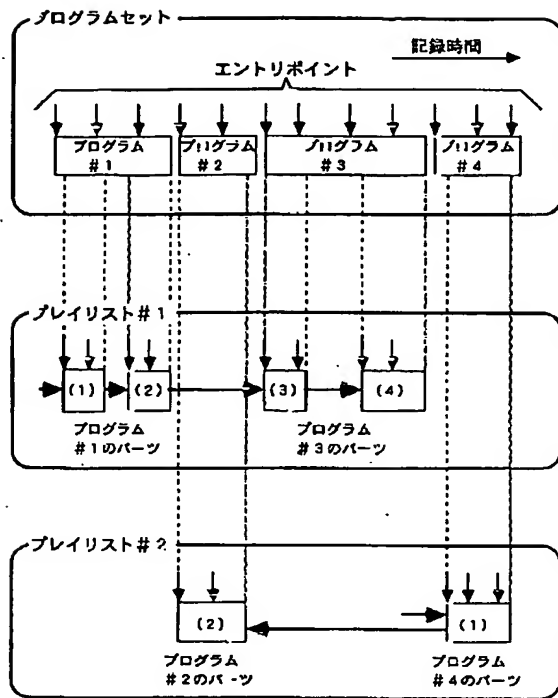 プログラムセット
記録時間
エントリポイント
プログラム
#1
プログラム
#2
プログラム
#3
プログラム
#4
プレイリスト#1
(1)
(2)
(3)
(4)
プログラム
#1のパーツ
プログラム
#3のパーツ
プレイリスト#2
(2)
(1)
プログラム
#2のパーツ
プログラム
#4のパーツ